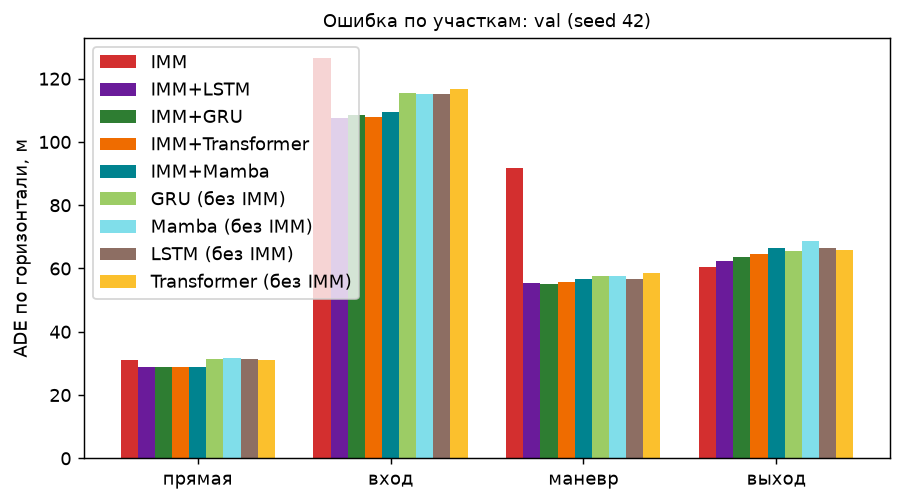 Ошибка по участкам: val (seed 42)
ADE по горизонтали, м
120
100
80
60
40
20
0
IMM
IMM+LSTM
IMM+GRU
IMM+Transformer
IMM+Mamba
GRU (без IMM)
Mamba (без IMM)
LSTM (без IMM)
Transformer (без IMM)
прямая
вход
маневр
выход